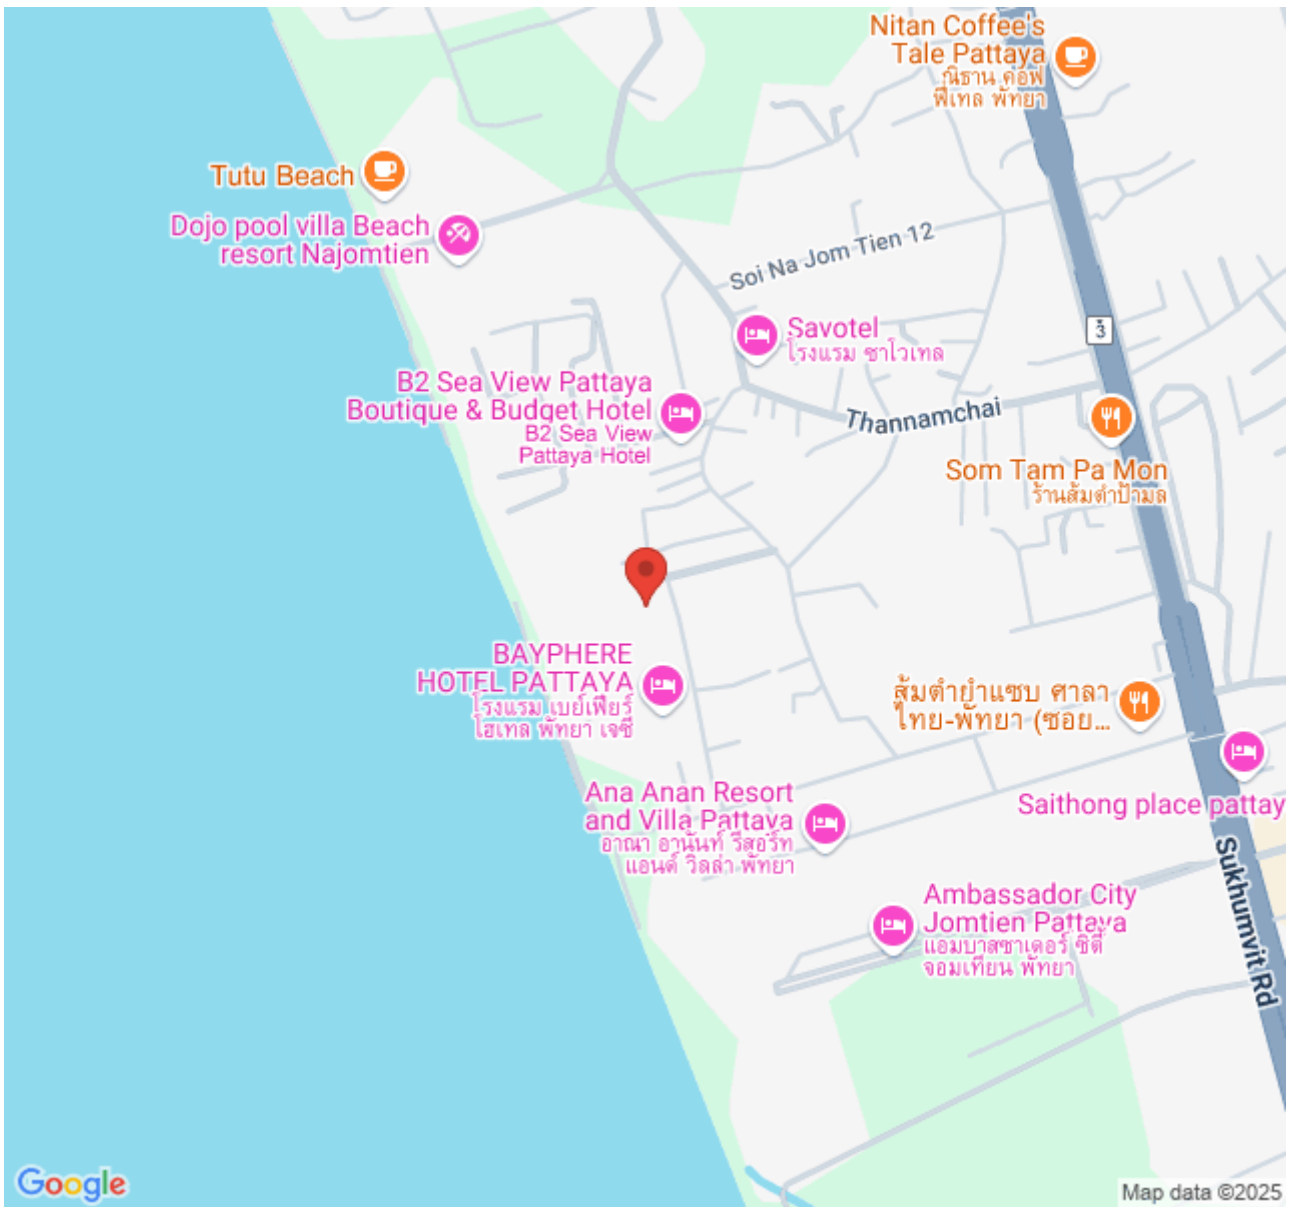 Nitan Coffee's
Tale Pattaya
ณิธาน คอฟ
ฟีเทล พัทยา
Tutu Beach
Dojo pool villa Beach
resort Najomtien
Soi Na Jom Tien 12
3
Savotel
โรงแรม ซาโวเทล
B2 Sea View Pattaya
Boutique & Budget Hotel
B2 Sea View
Pattaya Hotel
Thannamchai
Som Tam Pa Mon
ร้านส้มตำป้ามล
BAYPHERE
HOTEL PATTAYA
โรงแรม เบย์เฟียร์
โฮเทล พัทยา เจซี
ส้มตํายําแซบ ศาลา
ไทย-พัทยา (ซอย...
Saithong place pattay
Ana Anan Resort
and Villa Pattaya
อาณา อานันท์ รีสอร์ท
แอนด์ วิลล่า พัทยา
Ambassador City
Jomtien Pattaya
แอมบาสซาเดอร์ ซิตี้
จอมเทียน พัทยา
Sukhumvit Rd
Google
Map data ©2025